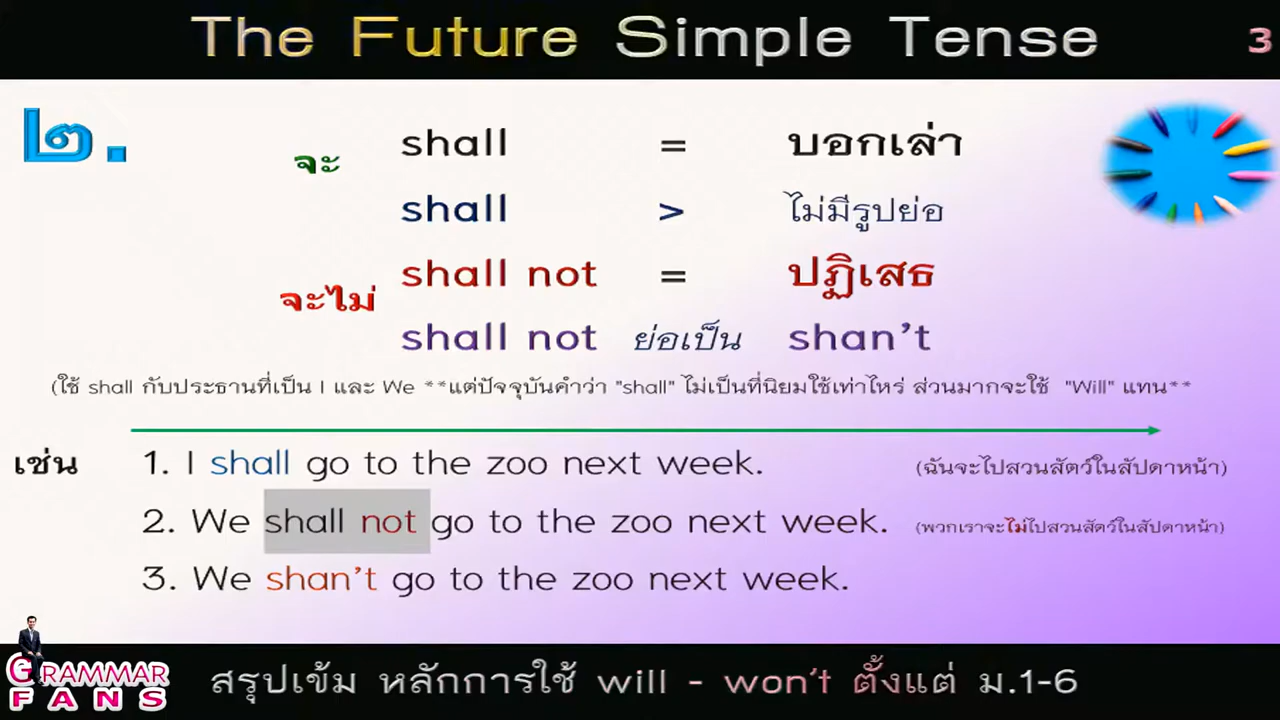 The Future Simple Tense
3
๒.
จะ
shall = บอกเล่า
shall > ไม่มีรูปย่อ
จะไม่
shall not = ปฏิเสธ
shall not ย่อเป็น shan’t
(ใช้ shall กับประธานที่เป็น I และ We **แต่ปัจจุบันคำว่า "shall" ไม่เป็นที่นิยมใช้เท่าไหร่ ส่วนมากจะใช้ "Will" แทน**
เช่น
1. I shall go to the zoo next week. (ฉันจะไปสวนสัตว์ในสัปดาหน้า)
2. We shall not go to the zoo next week. (พวกเราจะไม่ไปสวนสัตว์ในสัปดาหน้า)
3. We shan’t go to the zoo next week.
GRAMMAR
FANS
สรุปเข้ม หลักการใช้ will - won’t ตั้งแต่ ม.1-6